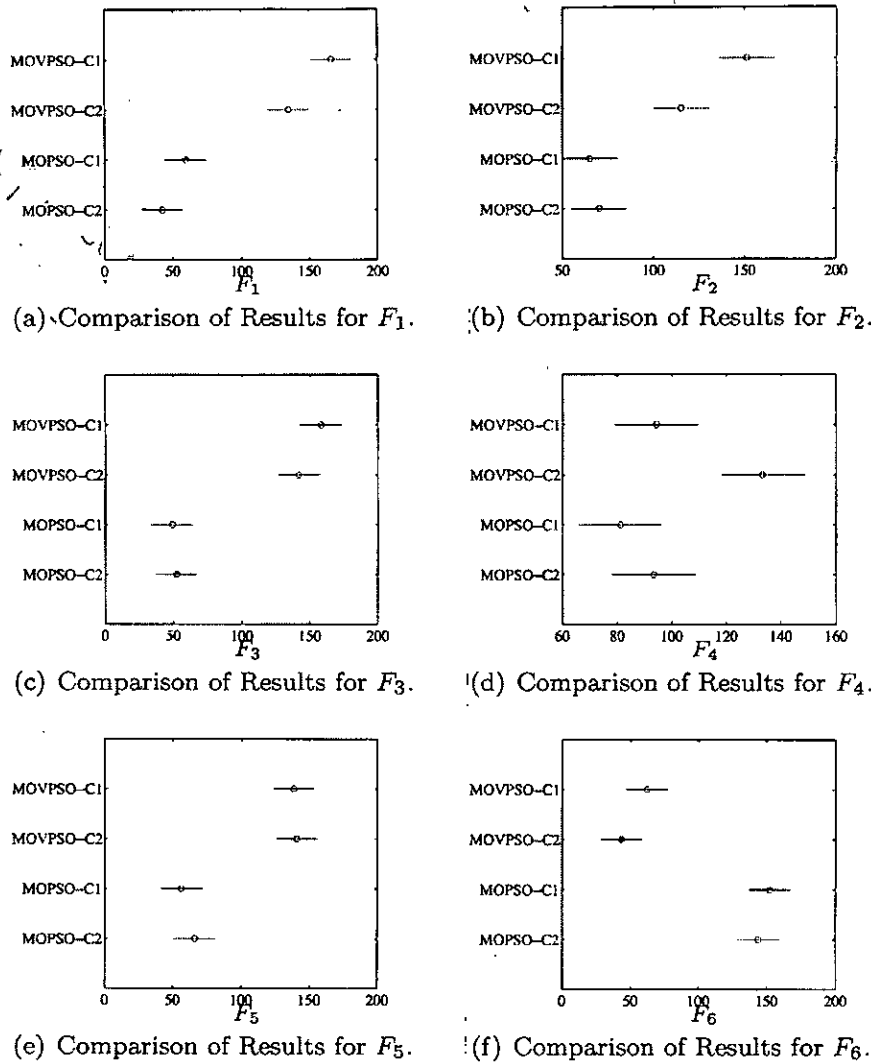 MOVPSO–C1
MOVPSO–C2
MOPSO–C1
MOPSO–C2
0 50 100 150 200
F1
(a) Comparison of Results for F1.
MOVPSO–C1
MOVPSO–C2
MOPSO–C1
MOPSO–C2
50 100 150 200
F2
(b) Comparison of Results for F2.
MOVPSO–C1
MOVPSO–C2
MOPSO–C1
MOPSO–C2
0 50 100 150 200
F3
(c) Comparison of Results for F3.
MOVPSO–C1
MOVPSO–C2
MOPSO–C1
MOPSO–C2
60 80 100 120 140 160
F4
(d) Comparison of Results for F4.
MOVPSO–C1
MOVPSO–C2
MOPSO–C1
MOPSO–C2
0 50 100 150 200
F5
(e) Comparison of Results for F5.
MOVPSO–C1
MOVPSO–C2
MOPSO–C1
MOPSO–C2
0 50 100 150 200
F6
(f) Comparison of Results for F6.